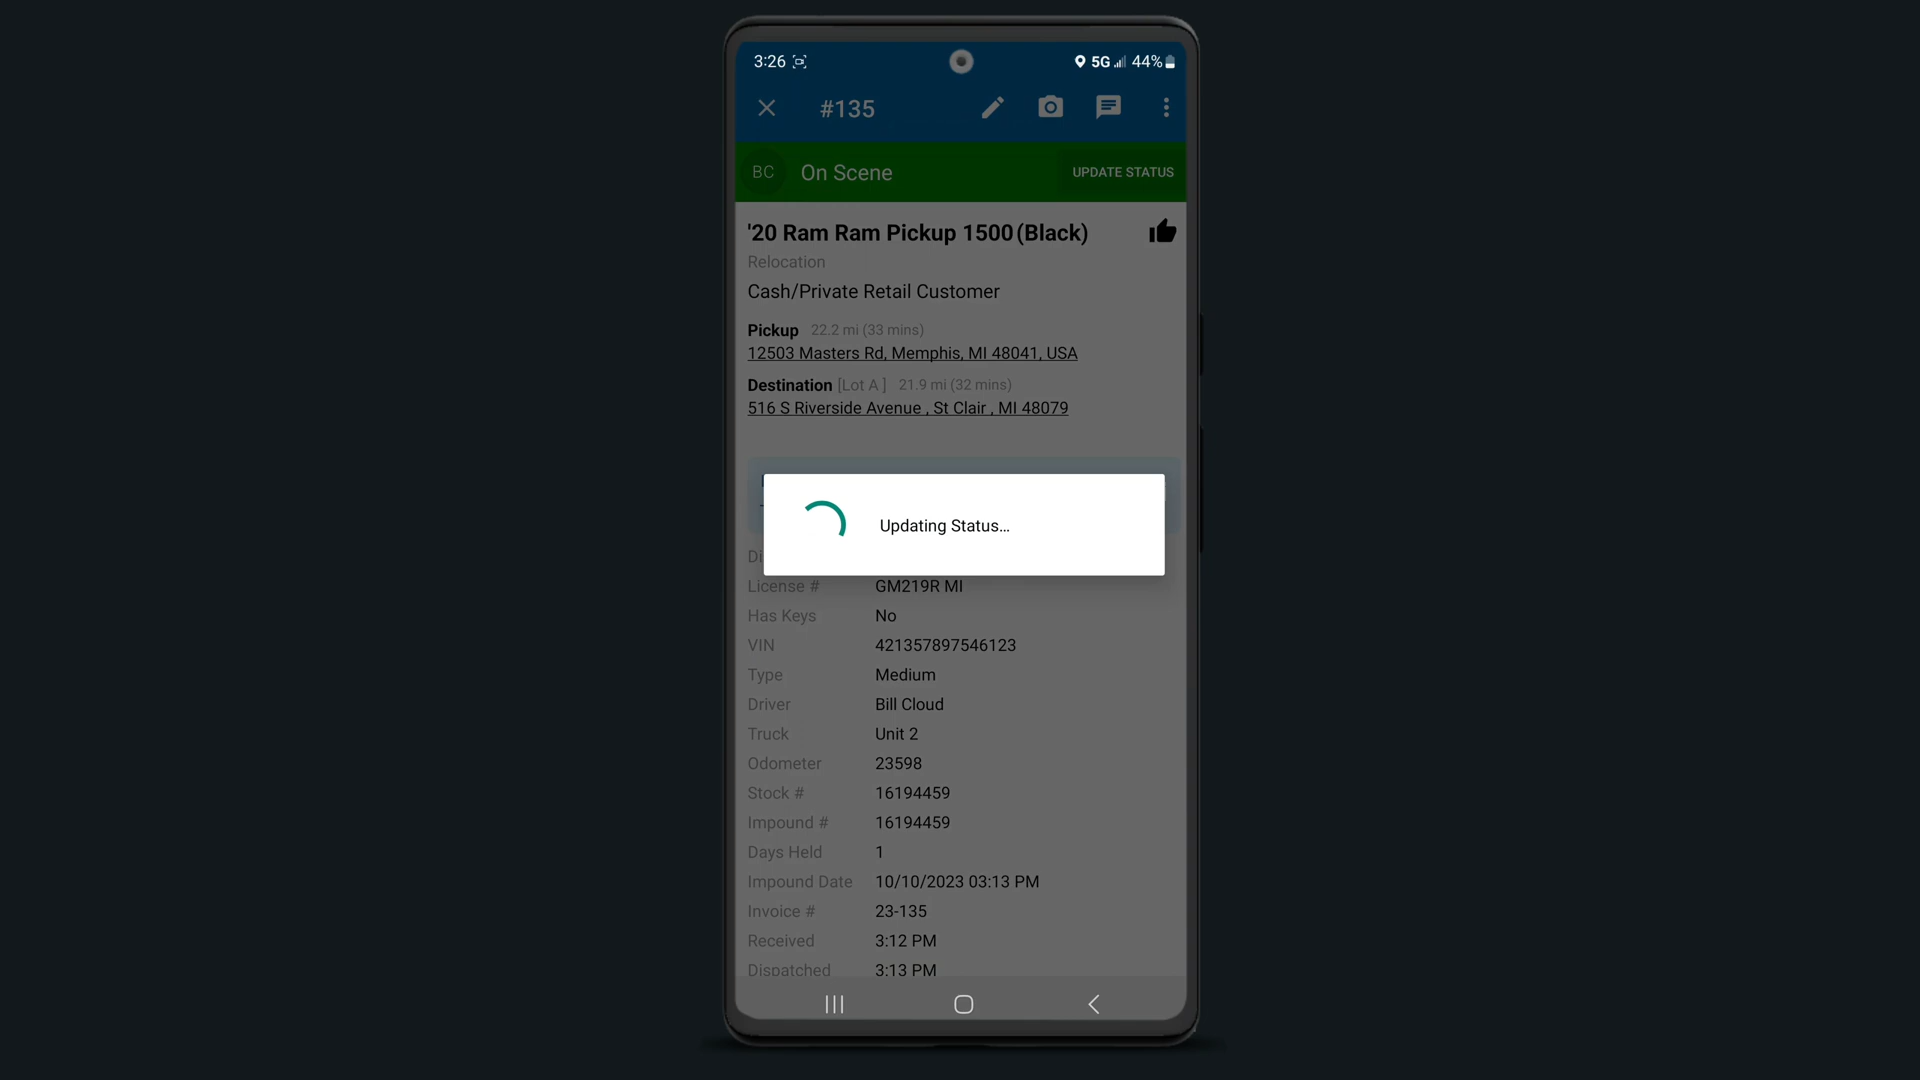 3:26 5G 44%
#135
BC On Scene UPDATE STATUS
'20 Ram Ram Pickup 1500 (Black)
Relocation
Cash/Private Retail Customer
Pickup 22.2 mi (33 mins)
12503 Masters Rd, Memphis, MI 48041, USA
Destination [Lot A ] 21.9 mi (32 mins)
516 S Riverside Avenue , St Clair , MI 48079
Updating Status...
License # GM219R MI
Has Keys No
VIN 421357897546123
Type Medium
Driver Bill Cloud
Truck Unit 2
Odometer 23598
Stock # 16194459
Impound # 16194459
Days Held 1
Impound Date 10/10/2023 03:13 PM
Invoice # 23-135
Received 3:12 PM
Dispatched 3:13 PM